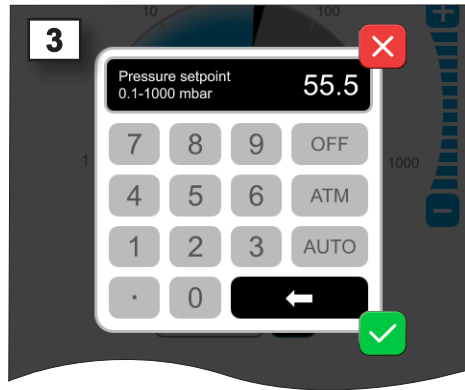 10 100
3
Pressure setpoint
0.1-1000 mbar
55.5
7 8 9 OFF
1 1000
4 5 6 ATM
1 2 3 AUTO
. 0